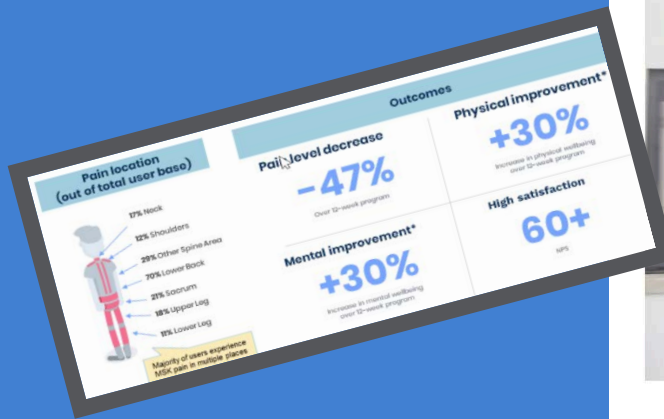 Pain location
(out of total user base)
17% Neck
12% Shoulders
29% Other Spine Area
70% Lower Back
21% Sacrum
18% Upper Leg
11% Lower Leg
Majority of users experience
MSK pain in multiple places
Outcomes
Pain level decrease
-47%
Over 12-week program
Physical improvement*
+30%
Increase in physical wellbeing
over 12-week program
Mental improvement*
+30%
Increase in mental wellbeing
over 12-week program
High satisfaction
60+
NPS